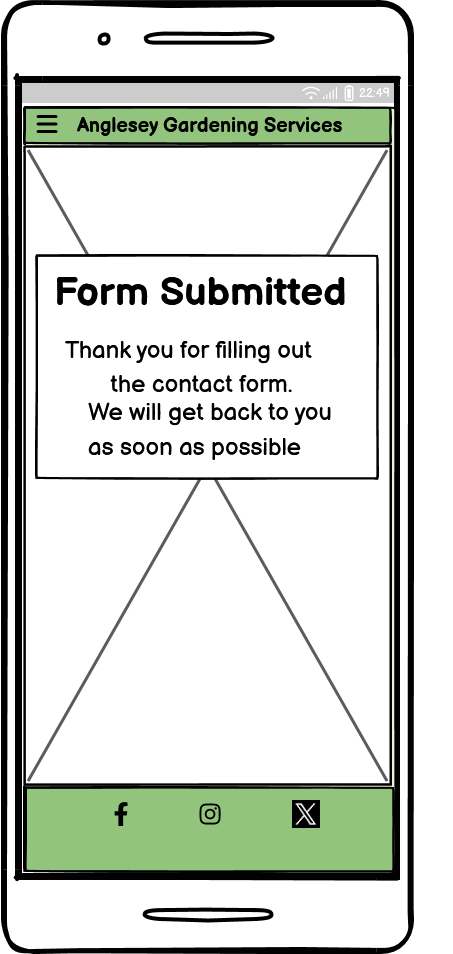 22:49
Anglesey Gardening Services
Form Submitted
Thank you for filling out
the contact form.
We will get back to you
as soon as possible